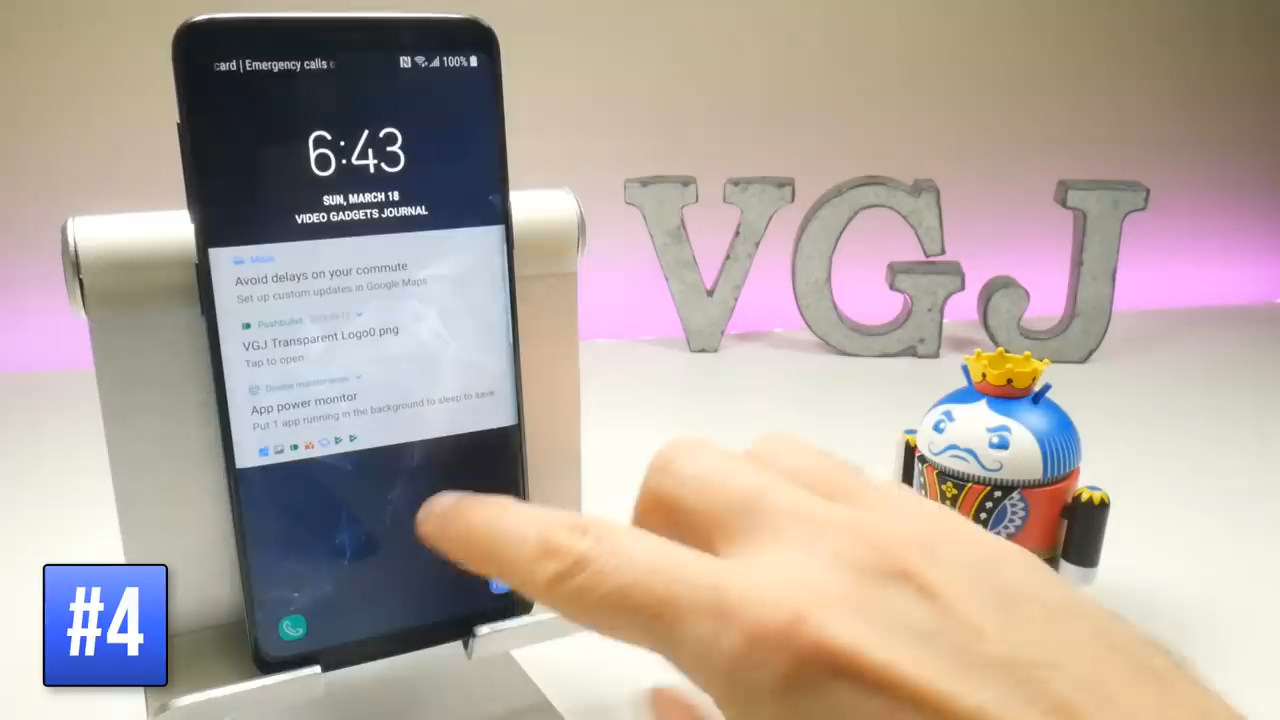 card | Emergency calls
100%
6:43
SUN, MARCH 18
VIDEO GADGETS JOURNAL
Maps
Avoid delays on your commute
Set up custom updates in Google Maps
Pushbullet
VGJ Transparent Logo0.png
Tap to open
Device maintenance
App power monitor
Put 1 app running in the background to sleep to save
VGJ
#4